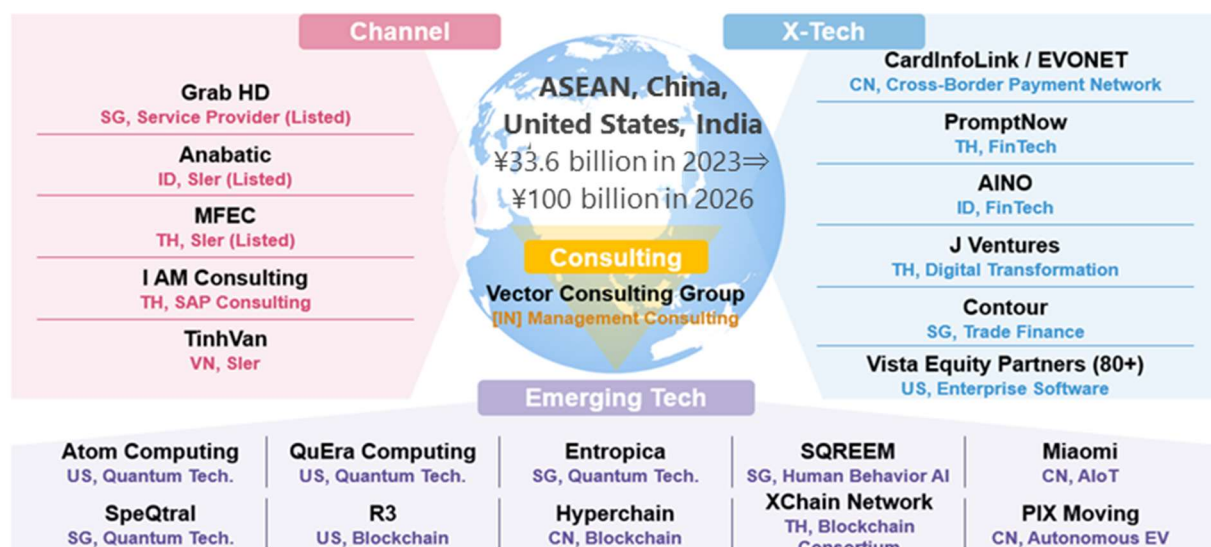 Channel
Grab HD
SG, Service Provider (Listed)
Anabatic
ID, SIer (Listed)
MFEC
TH, SIer (Listed)
I AM Consulting
TH, SAP Consulting
TinhVan
VN, SIer
ASEAN, China,
United States, India
¥33.6 billion in 2023⇒
¥100 billion in 2026
Consulting
Vector Consulting Group
[IN] Management Consulting
X-Tech
CardInfoLink / EVONET
CN, Cross-Border Payment Network
PromptNow
TH, FinTech
AINO
ID, FinTech
J Ventures
TH, Digital Transformation
Contour
SG, Trade Finance
Vista Equity Partners (80+)
US, Enterprise Software
Emerging Tech
Atom Computing
US, Quantum Tech.
QuEra Computing
US, Quantum Tech.
Entropica
SG, Quantum Tech.
SQREEM
SG, Human Behavior AI
Miaomi
CN, AIoT
SpeQtral
SG, Quantum Tech.
R3
US, Blockchain
Hyperchain
CN, Blockchain
XChain Network
TH, Blockchain
Consortium
PIX Moving
CN, Autonomous EV